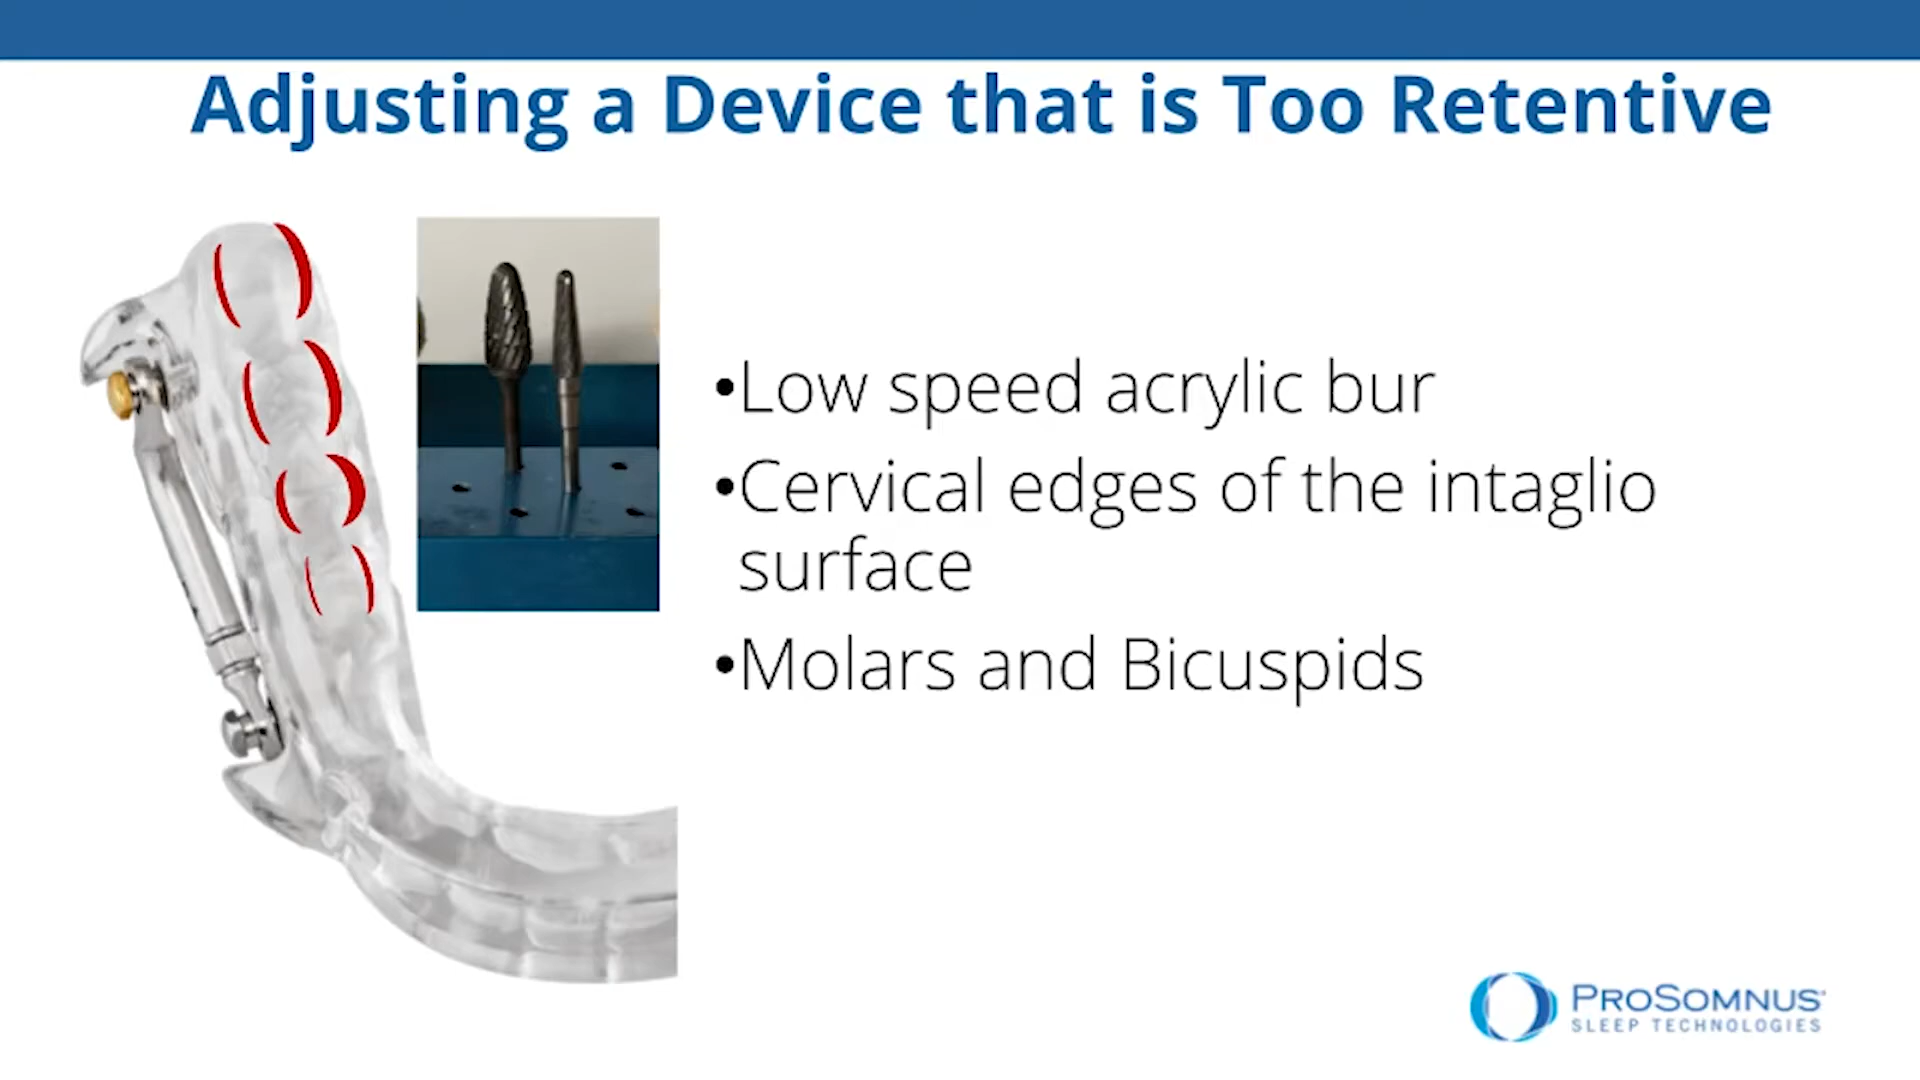 Adjusting a Device that is Too Retentive
•Low speed acrylic bur
•Cervical edges of the intaglio
surface
•Molars and Bicuspids
PROSOMNUS
SLEEP TECHNOLOGIES